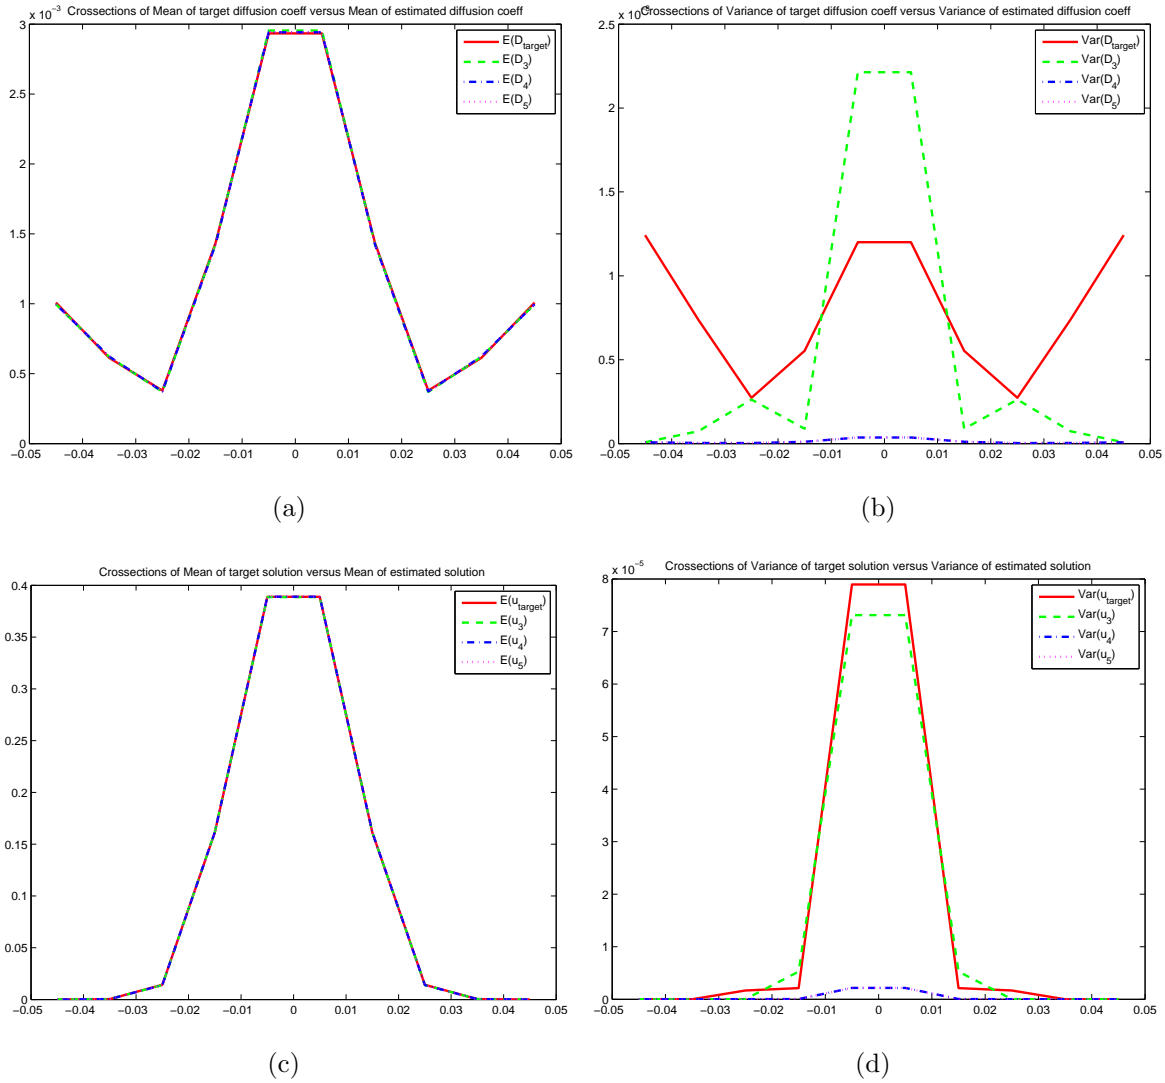 x 10⁻³
Crossections of Mean of target diffusion coeff versus Mean of estimated diffusion coeff
3
2.5
2
1.5
1
0.5
0
−0.05 −0.04 −0.03 −0.02 −0.01 0 0.01 0.02 0.03 0.04 0.05
E(D_target)
E(D_3)
E(D_4)
E(D_5)
(a)
x 10
Crossections of Variance of target diffusion coeff versus Variance of estimated diffusion coeff
2.5
2
1.5
1
0.5
0
−0.05 −0.04 −0.03 −0.02 −0.01 0 0.01 0.02 0.03 0.04 0.05
Var(D_target)
Var(D_3)
Var(D_4)
Var(D_5)
(b)
Crossections of Mean of target solution versus Mean of estimated solution
0.4
0.35
0.3
0.25
0.2
0.15
0.1
0.05
0
−0.05 −0.04 −0.03 −0.02 −0.01 0 0.01 0.02 0.03 0.04 0.05
E(u_target)
E(u_3)
E(u_4)
E(u_5)
(c)
x 10⁻⁵
Crossections of Variance of target solution versus Variance of estimated solution
8
7
6
5
4
3
2
1
0
−0.05 −0.04 −0.03 −0.02 −0.01 0 0.01 0.02 0.03 0.04 0.05
Var(u_target)
Var(u_3)
Var(u_4)
Var(u_5)
(d)